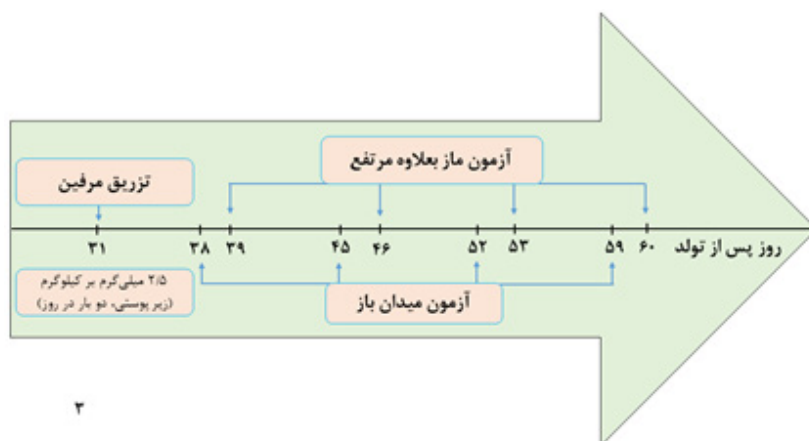 آزمون ماز بعلاوه مرتفع
تزریق مرفین
۳۱ ۳۸ ۳۹ ۴۵ ۴۶ ۵۲ ۵۳ ۵۹ ۶۰ روز پس از تولد
۲/۵ میلی‌گرم بر کیلوگرم
(زیر پوستی، دو بار در روز)
آزمون میدان باز
۳